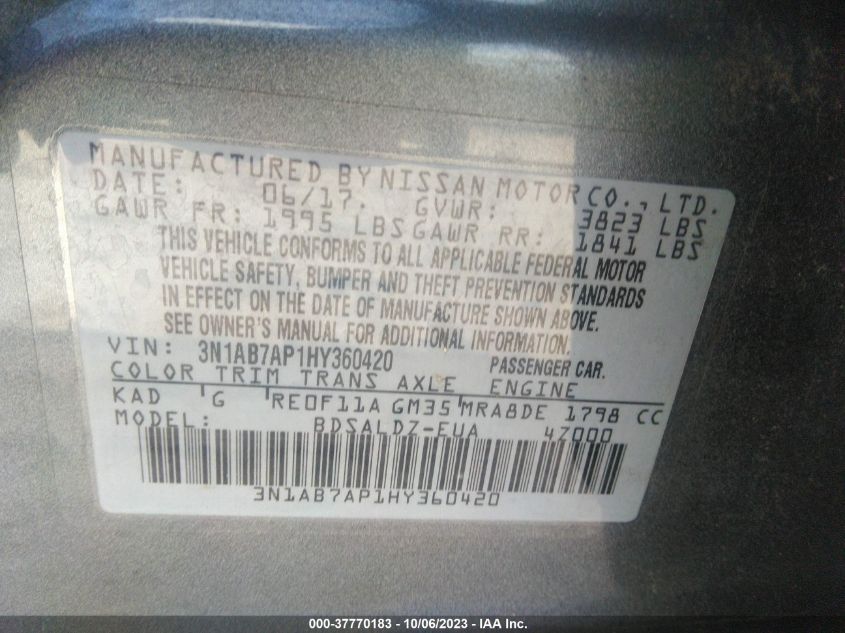 MANUFACTURED BY NISSAN MOTOR CO., LTD.
DATE: 06/17. GVWR: 3823 LBS
GAWR FR: 1995 LBS GAWR RR: 1841 LBS
THIS VEHICLE CONFORMS TO ALL APPLICABLE FEDERAL MOTOR
VEHICLE SAFETY, BUMPER AND THEFT PREVENTION STANDARDS
IN EFFECT ON THE DATE OF MANUFACTURE SHOWN ABOVE.
SEE OWNER'S MANUAL FOR ADDITIONAL INFORMATION.
VIN: 3N1AB7AP1HY360420 PASSENGER CAR.
COLOR TRIM TRANS AXLE ENGINE
KAD G RE0F11A GM35 MRA8DE 1798 CC
MODEL: BDSALDZ-EUA 4Z000
3N1AB7AP1HY360420
000-37770183 - 10/06/2023 - IAA Inc.